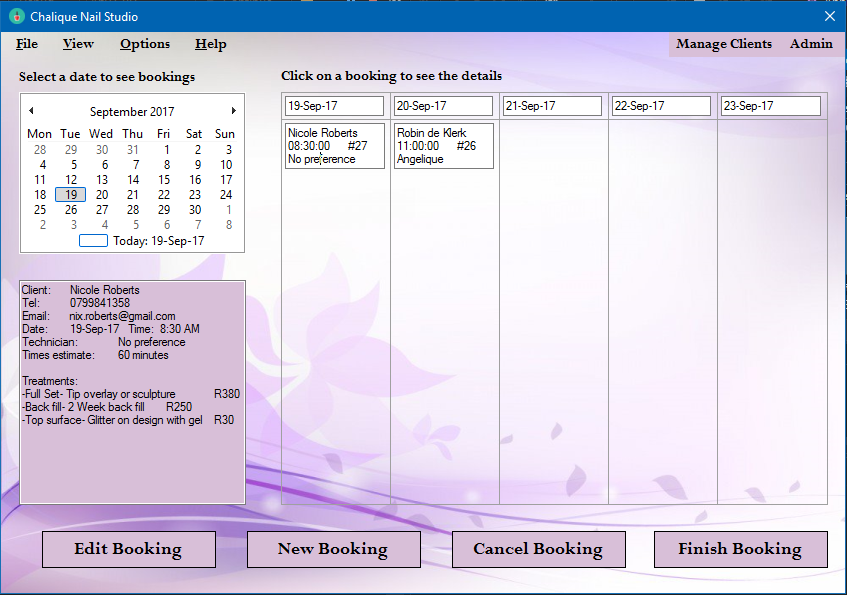 Chalique Nail Studio
File View Options Help Manage Clients Admin
Select a date to see bookings
Click on a booking to see the details
September 2017
Mon Tue Wed Thu Fri Sat Sun
28 29 30 31 1 2 3
4 5 6 7 8 9 10
11 12 13 14 15 16 17
18 19 20 21 22 23 24
25 26 27 28 29 30 1
2 3 4 5 6 7 8
Today: 19-Sep-17
19-Sep-17 20-Sep-17 21-Sep-17 22-Sep-17 23-Sep-17
Nicole Roberts
08:30:00 #27
No preference
Robin de Klerk
11:00:00 #26
Angelique
Client: Nicole Roberts
Tel: 0799841358
Email: nix.roberts@gmail.com
Date: 19-Sep-17 Time: 8:30 AM
Technician: No preference
Times estimate: 60 minutes
Treatments:
-Full Set- Tip overlay or sculpture R380
-Back fill- 2 Week back fill R250
-Top surface- Glitter on design with gel R30
Edit Booking New Booking Cancel Booking Finish Booking